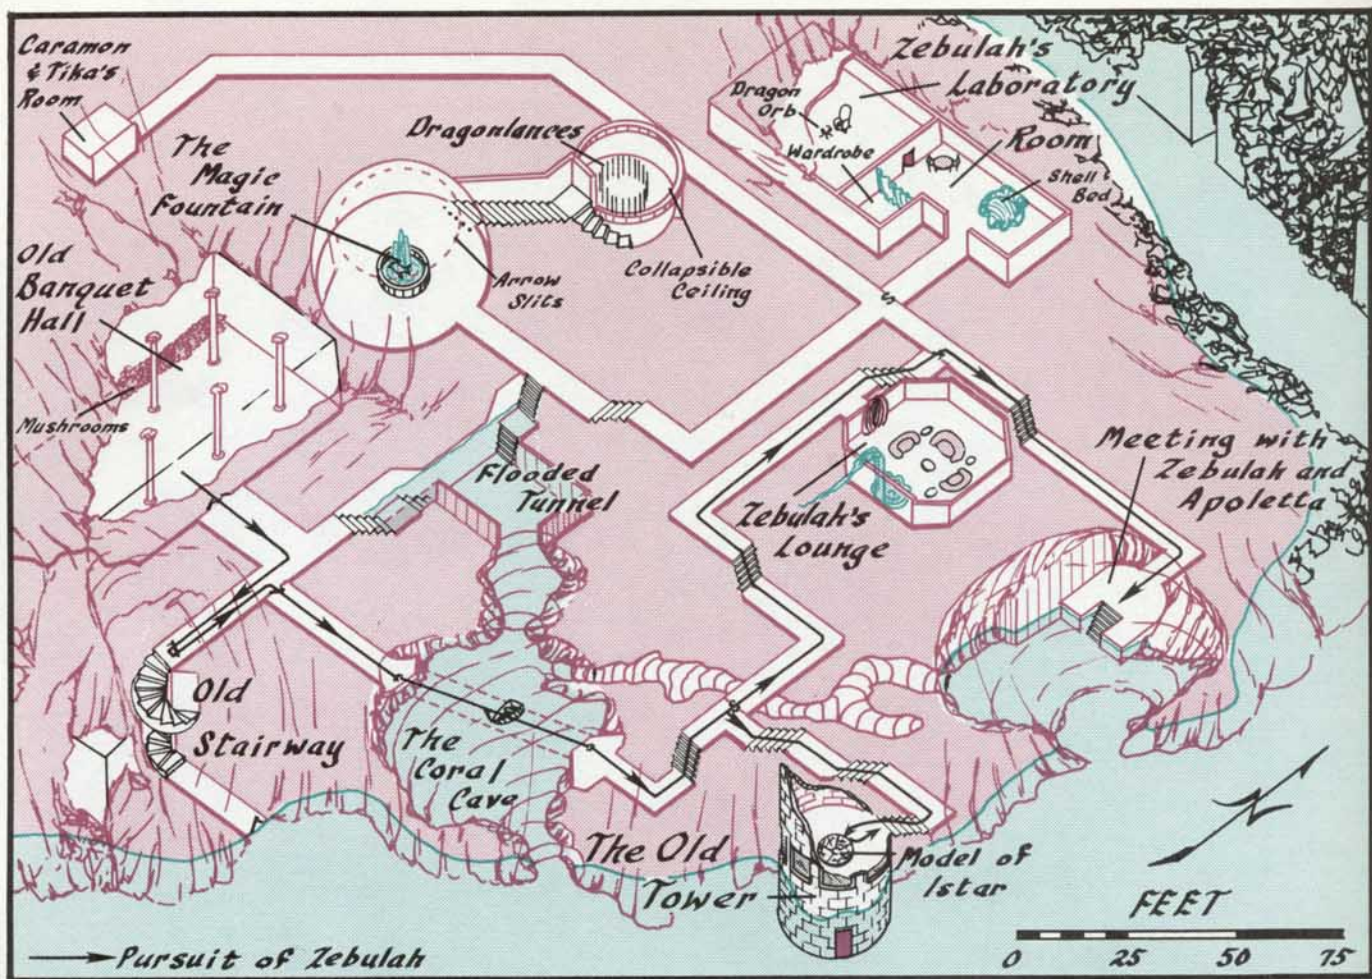 Caramon
& Tika's
Room
The
Magic
Fountain
Dragonlances
Zebulah's
Laboratory
Dragon
Orb
Wardrobe
Room
Shell
Bed
Old
Banquet
Hall
Arrow
Slits
Collapsible
Ceiling
Mushrooms
Flooded
Tunnel
Zebulah's
Lounge
Meeting with
Zebulah and
Apoletta
Old
Stairway
The
Coral
Cave
The Old
Tower
Model of
Istar
N
FEET
0 25 50 75
Pursuit of Zebulah